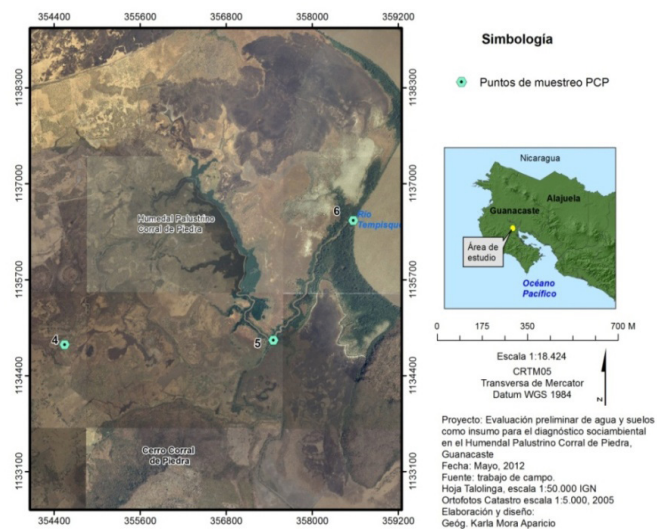 354400 355600 356800 358000 359200
1138300
1137000
1135700
1134400
1133100
1138300
1137000
1135700
1134400
1133100
Humedal Palustrino
Corral de Piedra
6
Río
Tempisque
4
5
Cerro Corral
de Piedra
354400 355600 356800 358000 359200
Simbología
Puntos de muestreo PCP
Nicaragua
Alajuela
Guanacaste
Área de
estudio
Océano
Pacífico
0 175 350 700 M
Escala 1:18.424
CRTM05
Transversa de Mercator
Datum WGS 1984
N
Proyecto: Evaluación preliminar de agua y suelos
como insumo para el diagnóstico sociambiental
en el Humendal Palustrino Corral de Piedra,
Guanacaste
Fecha: Mayo, 2012
Fuente: trabajo de campo.
Hoja Talolinga, escala 1:50.000 IGN
Ortofotos Catastro escala 1:5.000, 2005
Elaboración y diseño:
Geóg. Karla Mora Aparicio